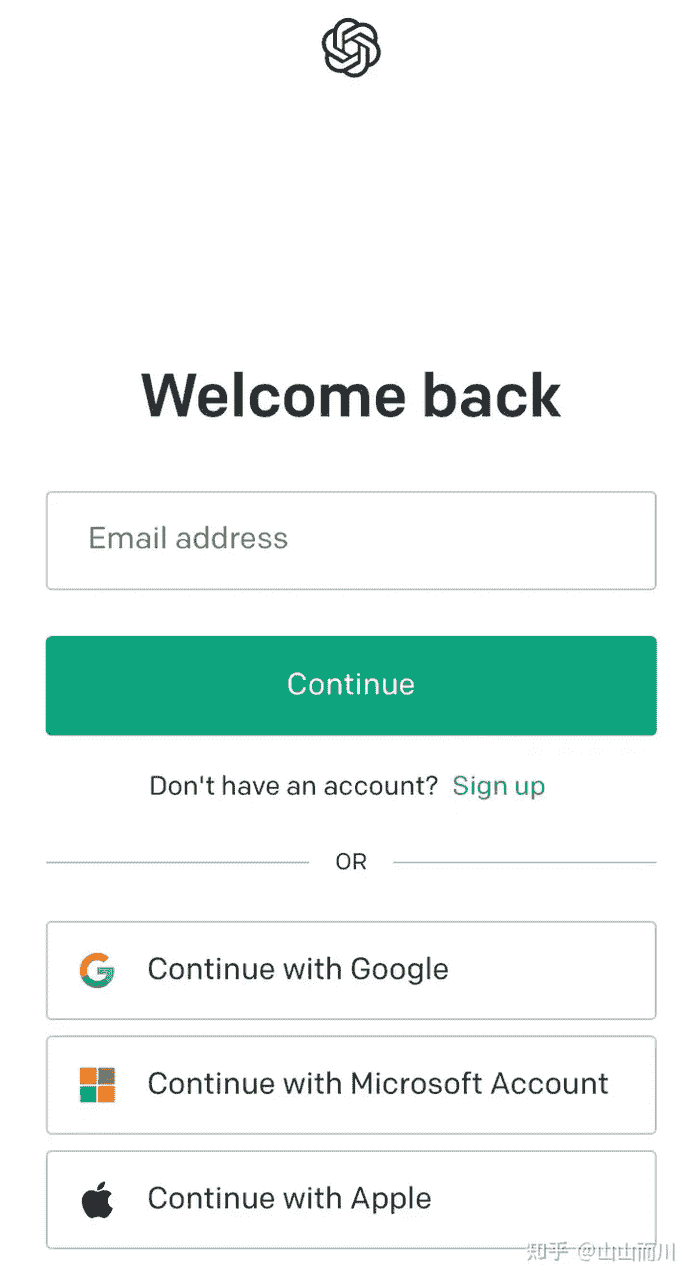 Welcome back
Email address
Continue
Don't have an account? Sign up
OR
Continue with Google
Continue with Microsoft Account
Continue with Apple
知乎 @山山而川